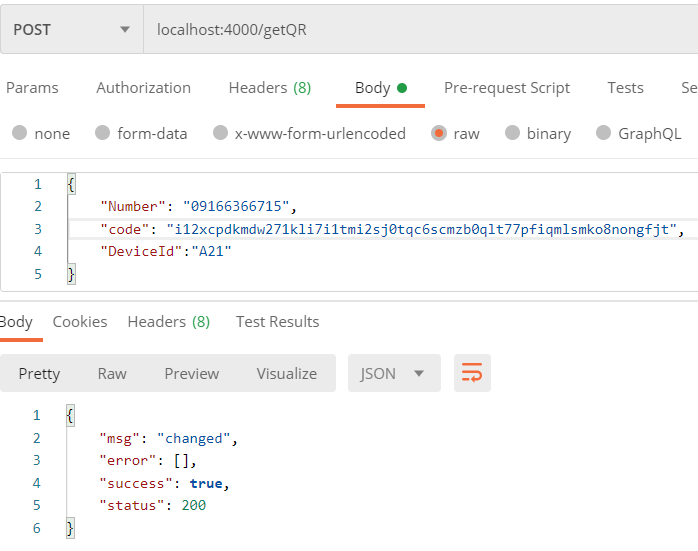 POST localhost:4000/getQR
Params Authorization Headers (8) Body Pre-request Script Tests Se
none form-data x-www-form-urlencoded raw binary GraphQL
1 {
2 "Number": "09166366715",
3 "code": "i12xcpdkmdw271kli7i1tmi2sj0tqc6scmzb0qlt77pfiqmlsmko8nongfjt",
4 "DeviceId":"A21"
5 }
Body Cookies Headers (8) Test Results
Pretty Raw Preview Visualize JSON
1 {
2 "msg": "changed",
3 "error": [],
4 "success": true,
5 "status": 200
6 }